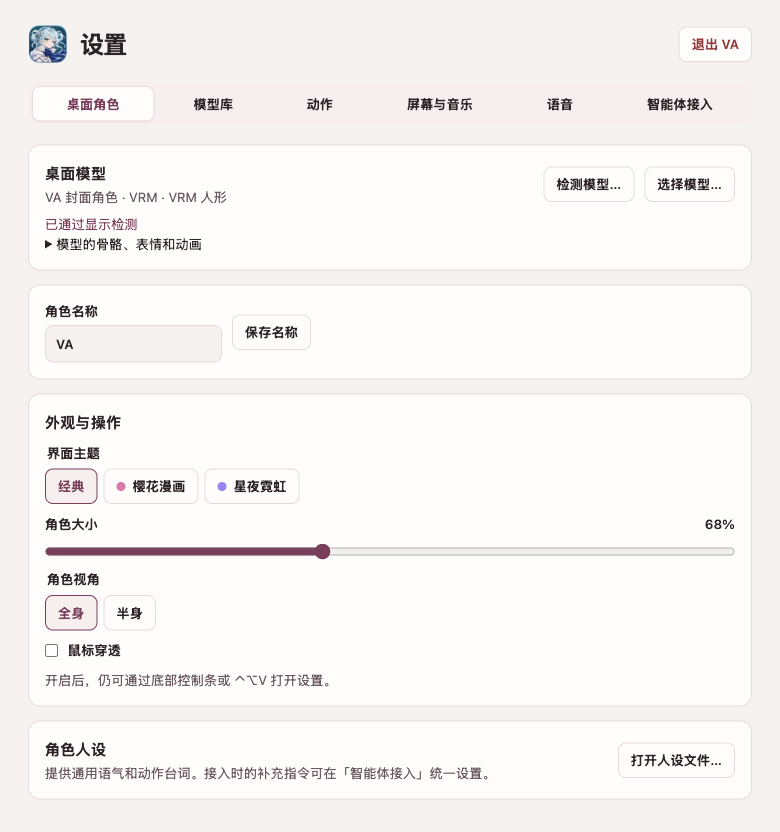 设置
退出 VA
桌面角色
模型库
动作
屏幕与音乐
语音
智能体接入
桌面模型
VA 封面角色 · VRM · VRM 人形
已通过显示检测
模型的骨骼、表情和动画
检测模型...
选择模型...
角色名称
VA
保存名称
外观与操作
界面主题
经典
樱花漫画
星夜霓虹
角色大小
68%
角色视角
全身
半身
鼠标穿透
开启后，仍可通过底部控制条或 ^⌥V 打开设置。
角色人设
提供通用语气和动作台词。接入时的补充指令可在「智能体接入」统一设置。
打开人设文件...